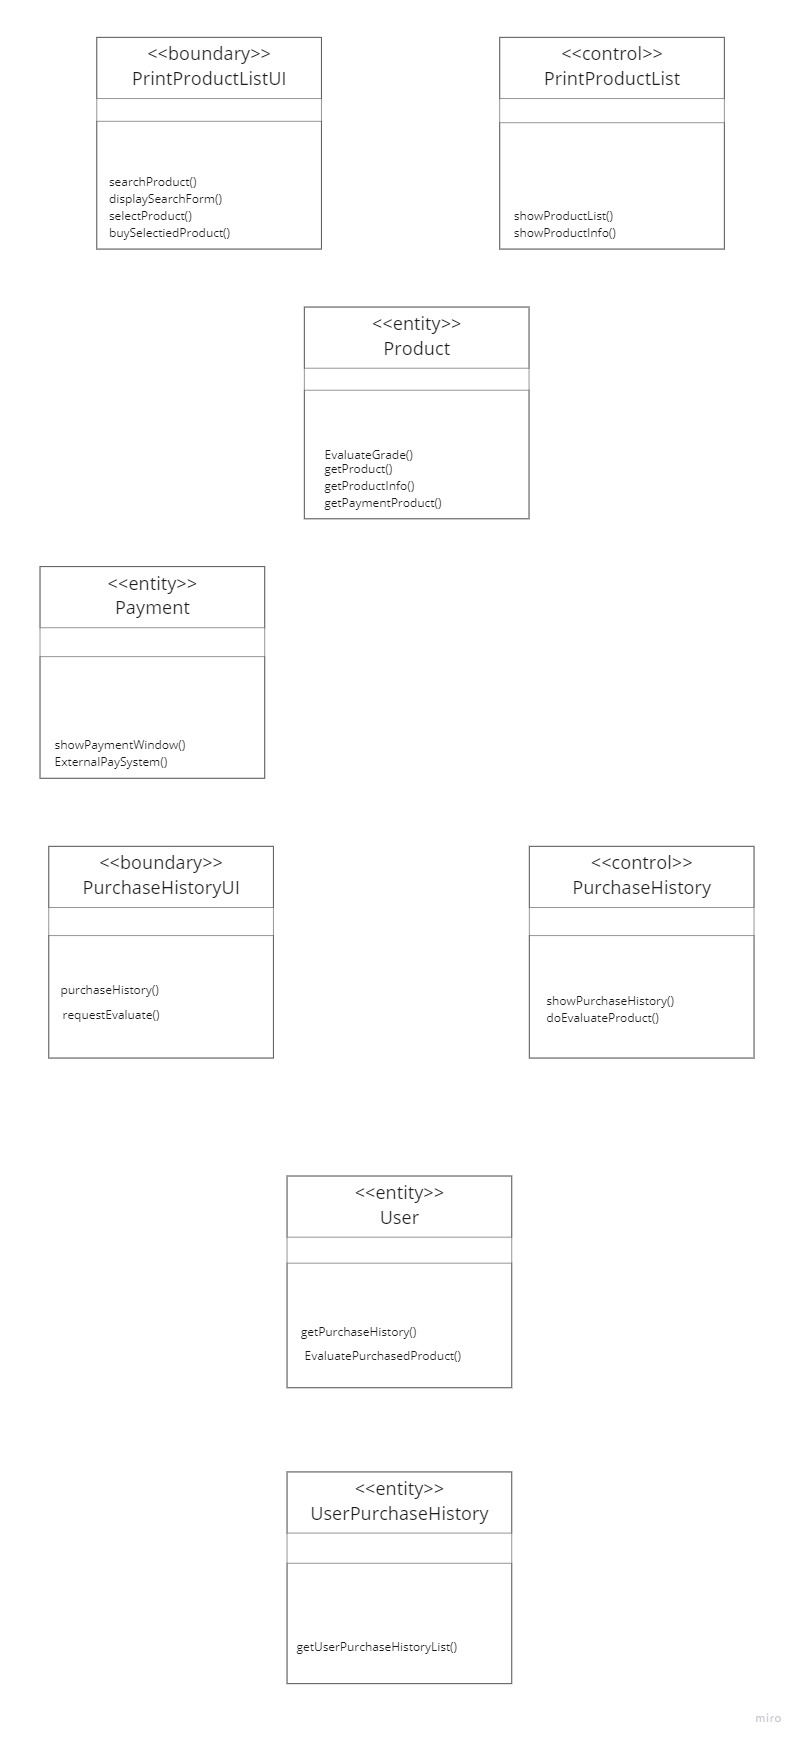 <<boundary>>
PrintProductListUI
searchProduct()
displaySearchForm()
selectProduct()
buySelectiedProduct()
<<control>>
PrintProductList
showProductList()
showProductInfo()
<<entity>>
Product
EvaluateGrade()
getProduct()
getProductInfo()
getPaymentProduct()
<<entity>>
Payment
showPaymentWindow()
ExternalPaySystem()
<<boundary>>
PurchaseHistoryUI
purchaseHistory()
requestEvaluate()
<<control>>
PurchaseHistory
showPurchaseHistory()
doEvaluateProduct()
<<entity>>
User
getPurchaseHistory()
EvaluatePurchasedProduct()
<<entity>>
UserPurchaseHistory
getUserPurchaseHistoryList()
miro